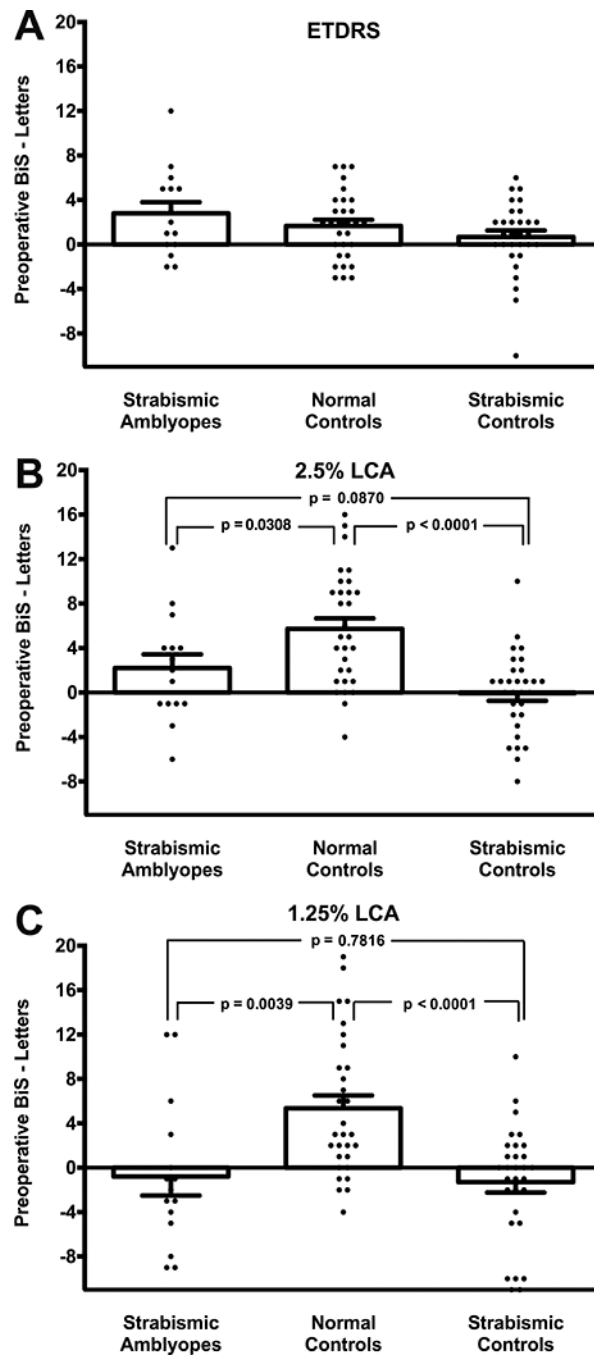 A
ETDRS
20
16
12
8
4
0
-4
-8
Preoperative BiS - Letters
Strabismic Amblyopes
Normal Controls
Strabismic Controls
B
2.5% LCA
p = 0.0870
p = 0.0308
p < 0.0001
20
16
12
8
4
0
-4
-8
Preoperative BiS - Letters
Strabismic Amblyopes
Normal Controls
Strabismic Controls
C
1.25% LCA
p = 0.7816
p = 0.0039
p < 0.0001
20
16
12
8
4
0
-4
-8
Preoperative BiS - Letters
Strabismic Amblyopes
Normal Controls
Strabismic Controls